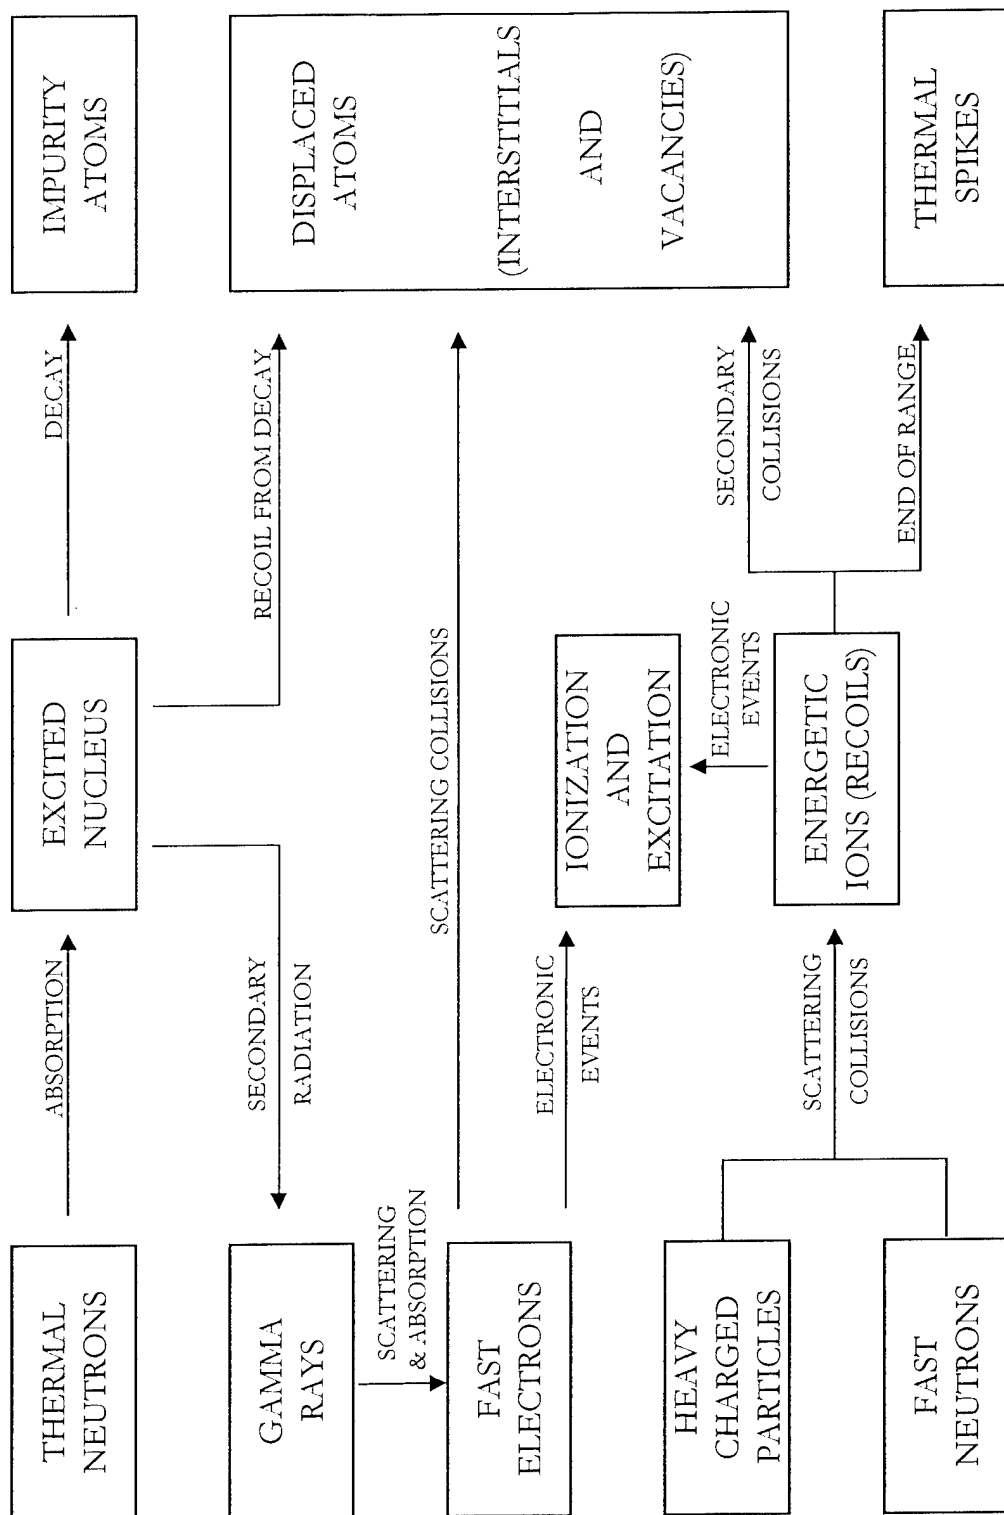 THERMAL
NEUTRONS
ABSORPTION
EXCITED
NUCLEUS
DECAY
IMPURITY
ATOMS
GAMMA
RAYS
SECONDARY
RADIATION
RECOIL FROM DECAY
DISPLACED
ATOMS
(INTERSTITIALS
AND
VACANCIES)
SCATTERING
& ABSORPTION
SCATTERING COLLISIONS
FAST
ELECTRONS
ELECTRONIC
EVENTS
IONIZATION
AND
EXCITATION
ELECTRONIC
EVENTS
SECONDARY
COLLISIONS
HEAVY
CHARGED
PARTICLES
SCATTERING
COLLISIONS
ENERGETIC
IONS (RECOILS)
END OF RANGE
THERMAL
SPIKES
FAST
NEUTRONS